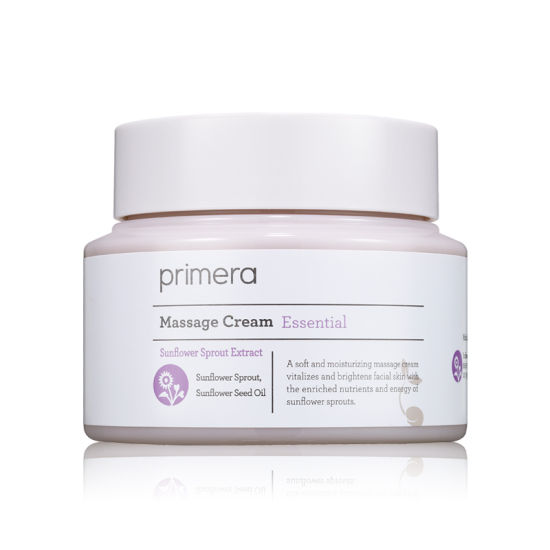 primera
Massage Cream Essential
Sunflower Sprout Extract
Sunflower Sprout,
Sunflower Seed Oil
A soft and moisturizing massage cream
vitalizes and brightens facial skin with
the enriched nutrients and energy of
sunflower sprouts.